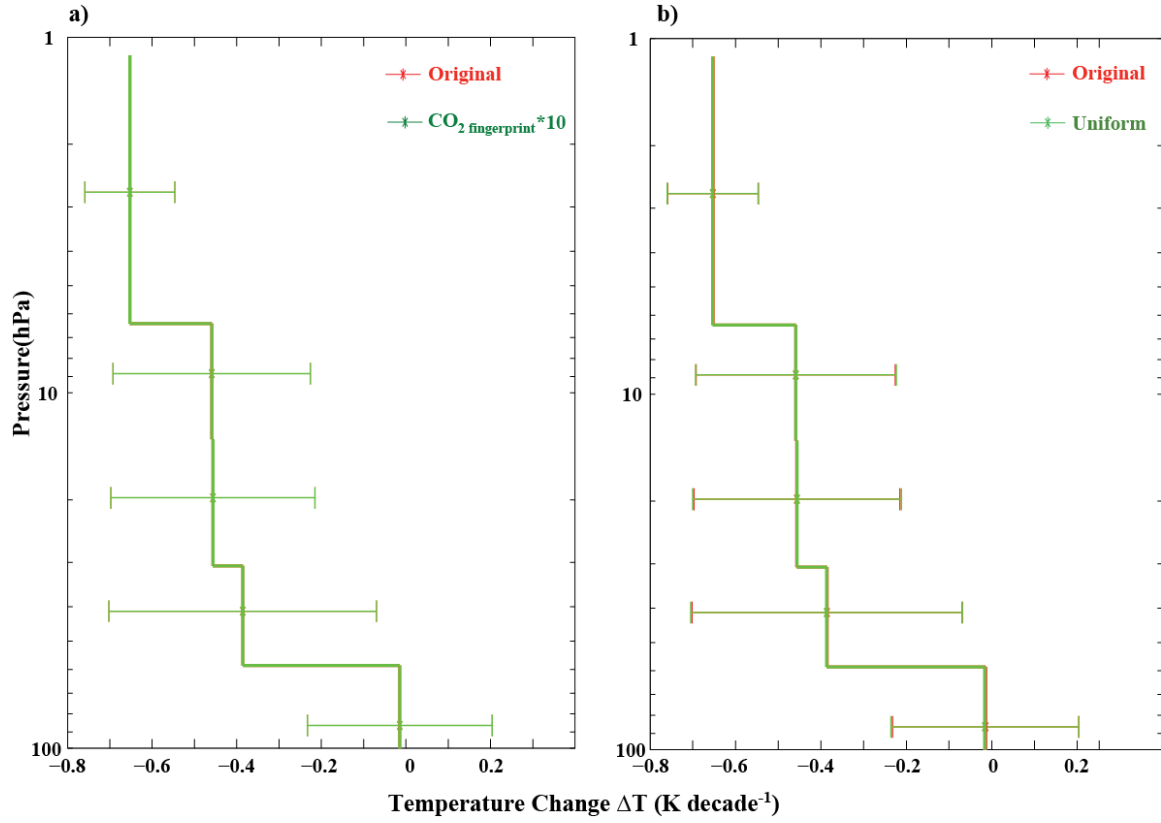 a)
1
10
100
Pressure(hPa)
Original
CO2 fingerprint*10
−0.8 −0.6 −0.4 −0.2 0 0.2
b)
1
10
100
Original
Uniform
−0.8 −0.6 −0.4 −0.2 0 0.2
Temperature Change ΔT (K decade-1)